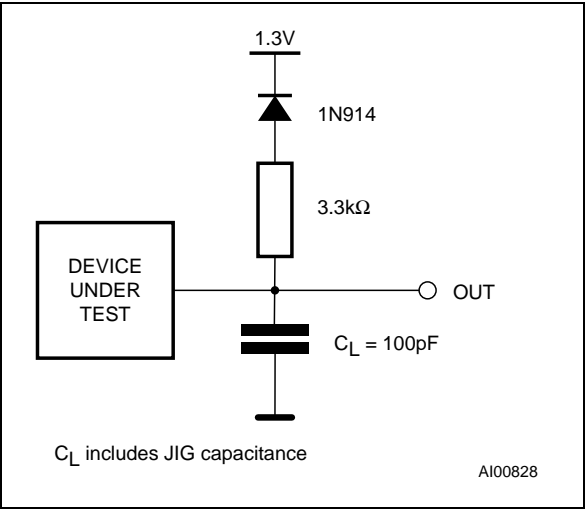 1.3V
1N914
3.3kΩ
DEVICE
UNDER
TEST
OUT
CL = 100pF
CL includes JIG capacitance
AI00828